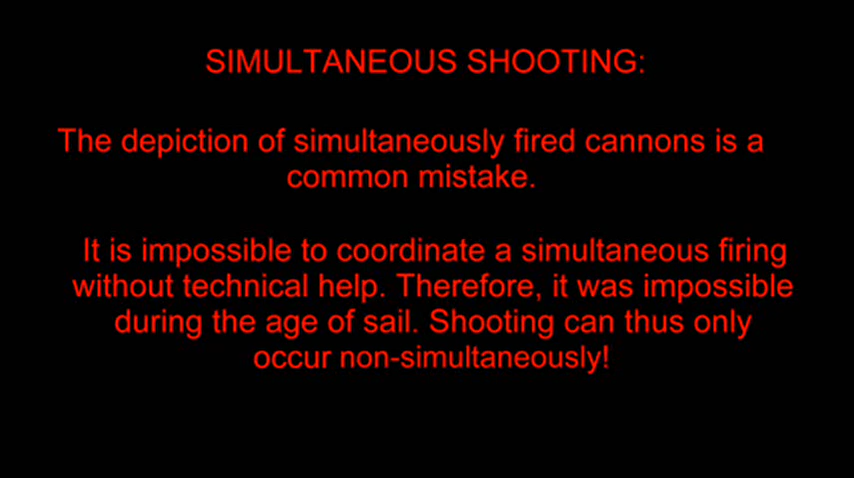 SIMULTANEOUS SHOOTING:
The depiction of simultaneously fired cannons is a
common mistake.
It is impossible to coordinate a simultaneous firing
without technical help. Therefore, it was impossible
during the age of sail. Shooting can thus only
occur non-simultaneously!